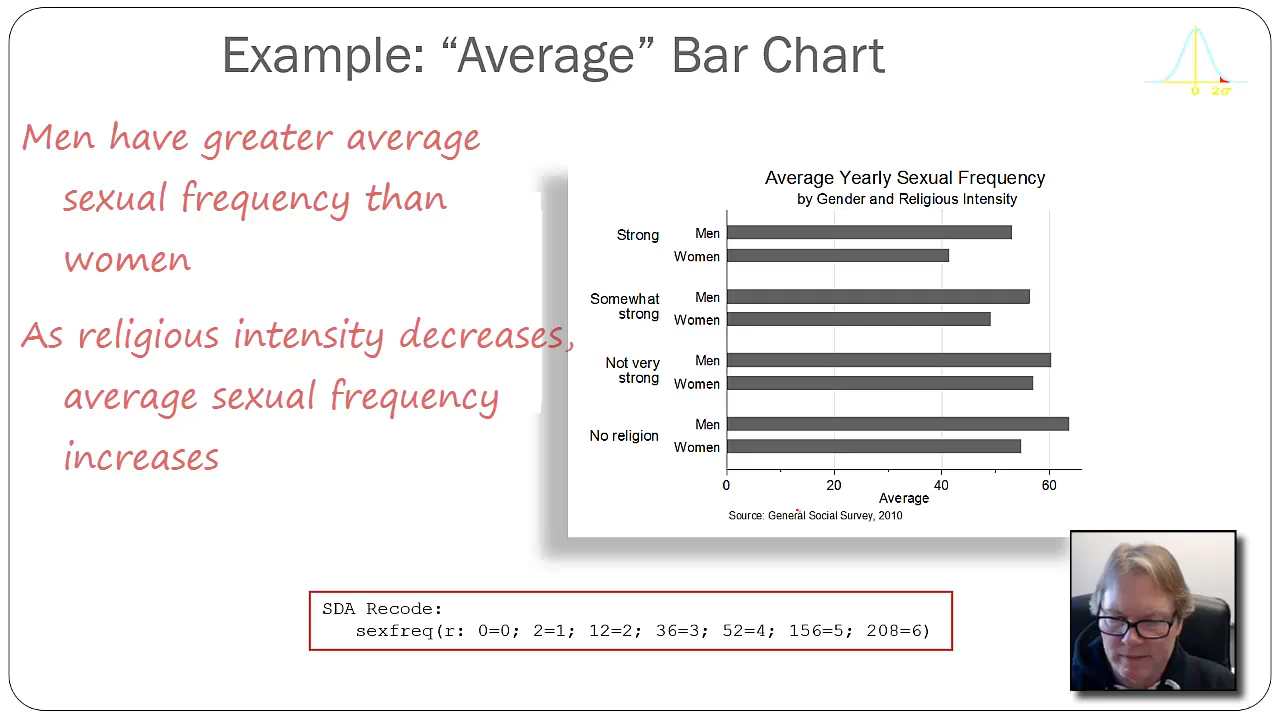 Example: “Average” Bar Chart
0 2σ
Men have greater average
sexual frequency than
women
As religious intensity decreases,
average sexual frequency
increases
Average Yearly Sexual Frequency
by Gender and Religious Intensity
Strong
Men
Women
Somewhat
strong
Men
Women
Not very
strong
Men
Women
No religion
Men
Women
0 20 40 60
Average
Source: General Social Survey, 2010
SDA Recode:
sexfreq(r: 0=0; 2=1; 12=2; 36=3; 52=4; 156=5; 208=6)